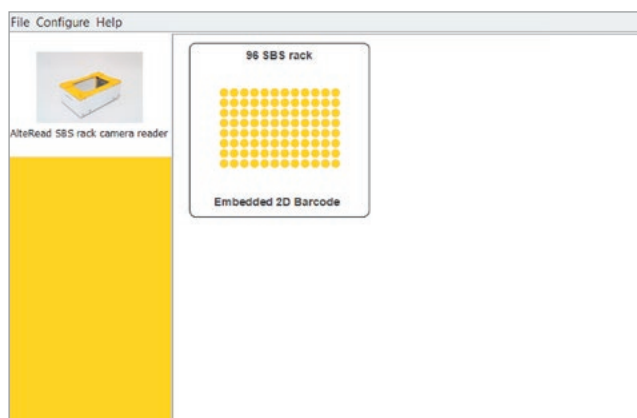 File Configure Help
96 SBS rack
AlteRead SBS rack camera reader
Embedded 2D Barcode